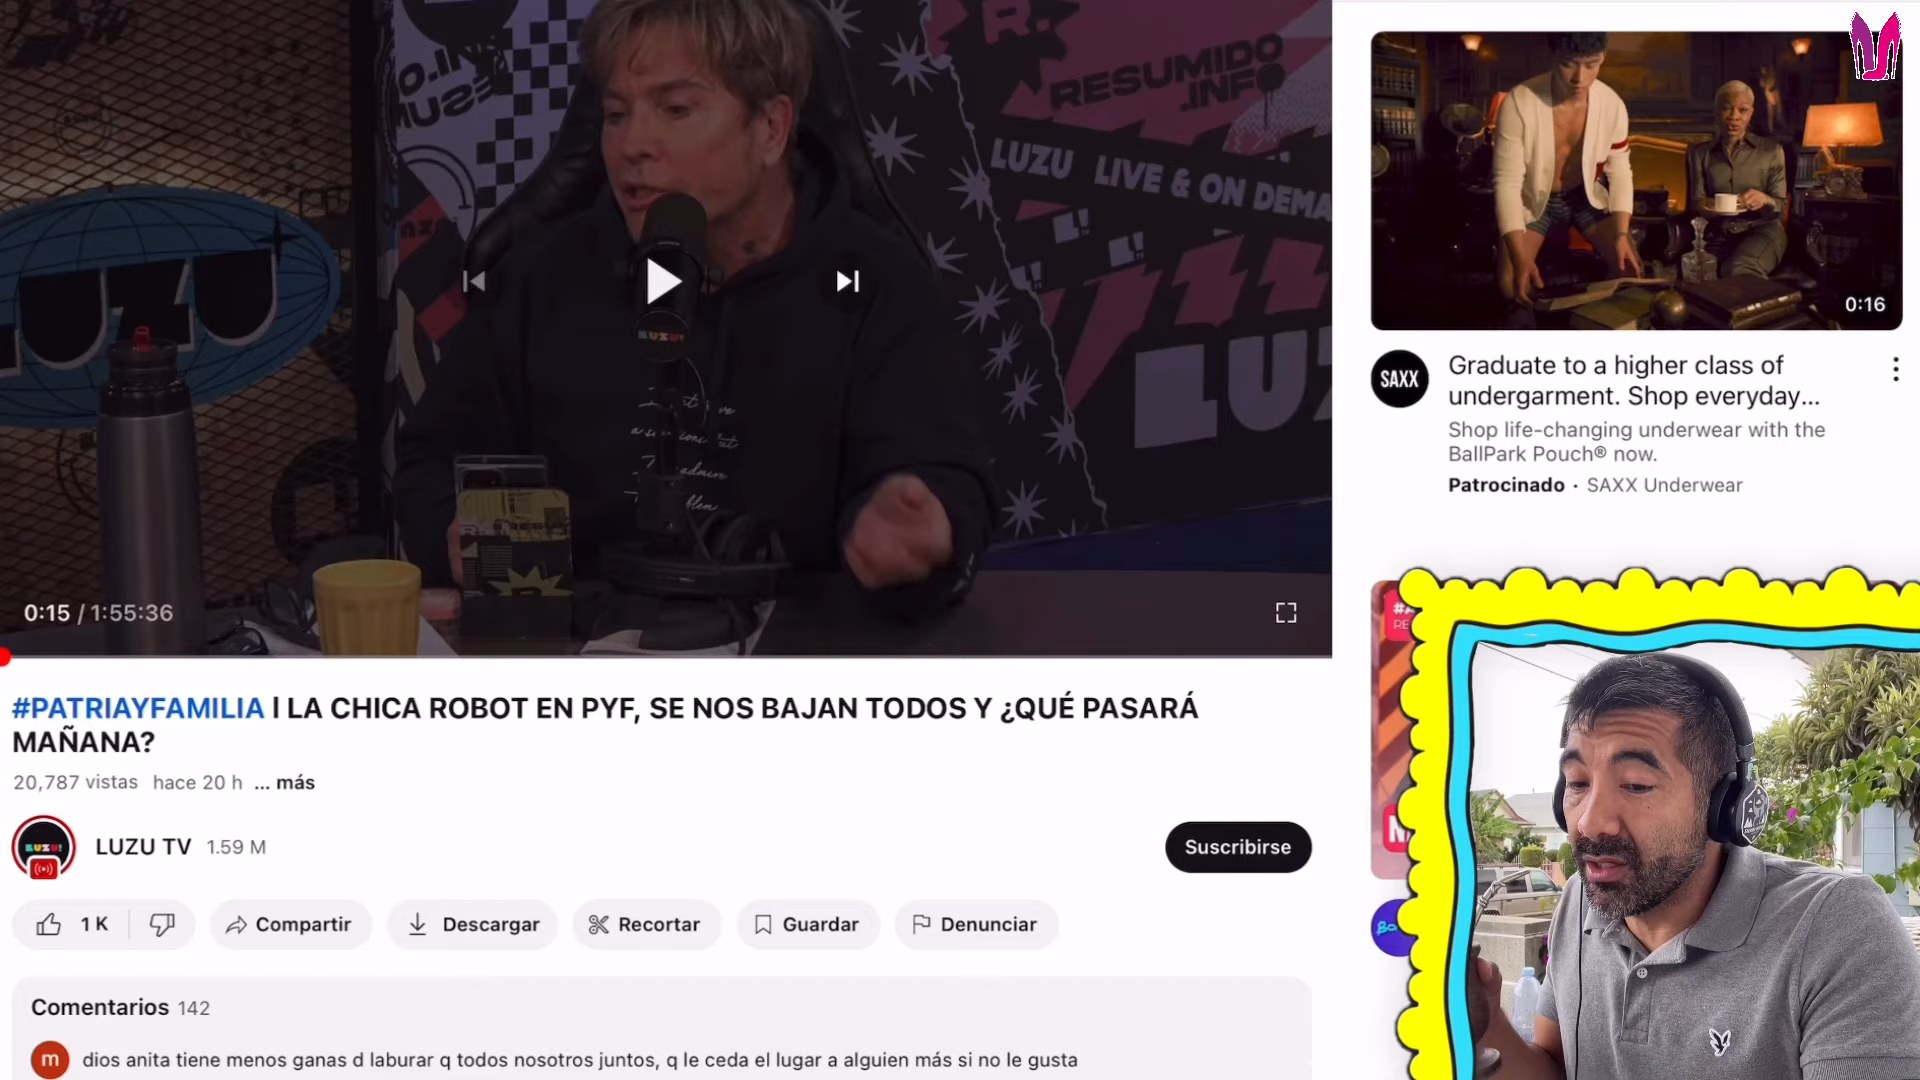 RESUMIDO
.INFO
LUZU LIVE & ON DEMA
LUZU
LUZU!
0:15 / 1:55:36
#PATRIAYFAMILIA l LA CHICA ROBOT EN PYF, SE NOS BAJAN TODOS Y ¿QUÉ PASARÁ
MAÑANA?
20,787 vistas hace 20 h ... más
LUZU!
LUZU TV 1.59 M
Suscribirse
1 K
Compartir
Descargar
Recortar
Guardar
Denunciar
Comentarios 142
m
dios anita tiene menos ganas d laburar q todos nosotros juntos, q le ceda el lugar a alguien más si no le gusta
0:16
SAXX
Graduate to a higher class of
undergarment. Shop everyday...
Shop life-changing underwear with the
BallPark Pouch® now.
Patrocinado · SAXX Underwear